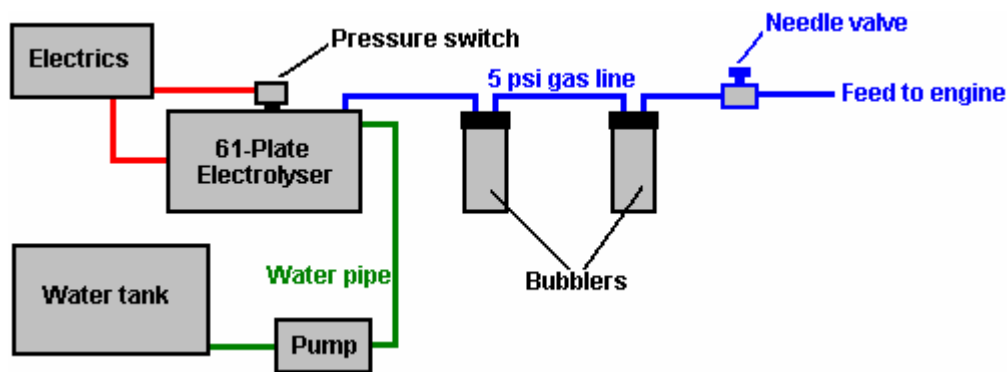 Electrics
Pressure switch
Needle valve
5 psi gas line
Feed to engine
61-Plate
Electrolyser
Water pipe
Bubblers
Water tank
Pump